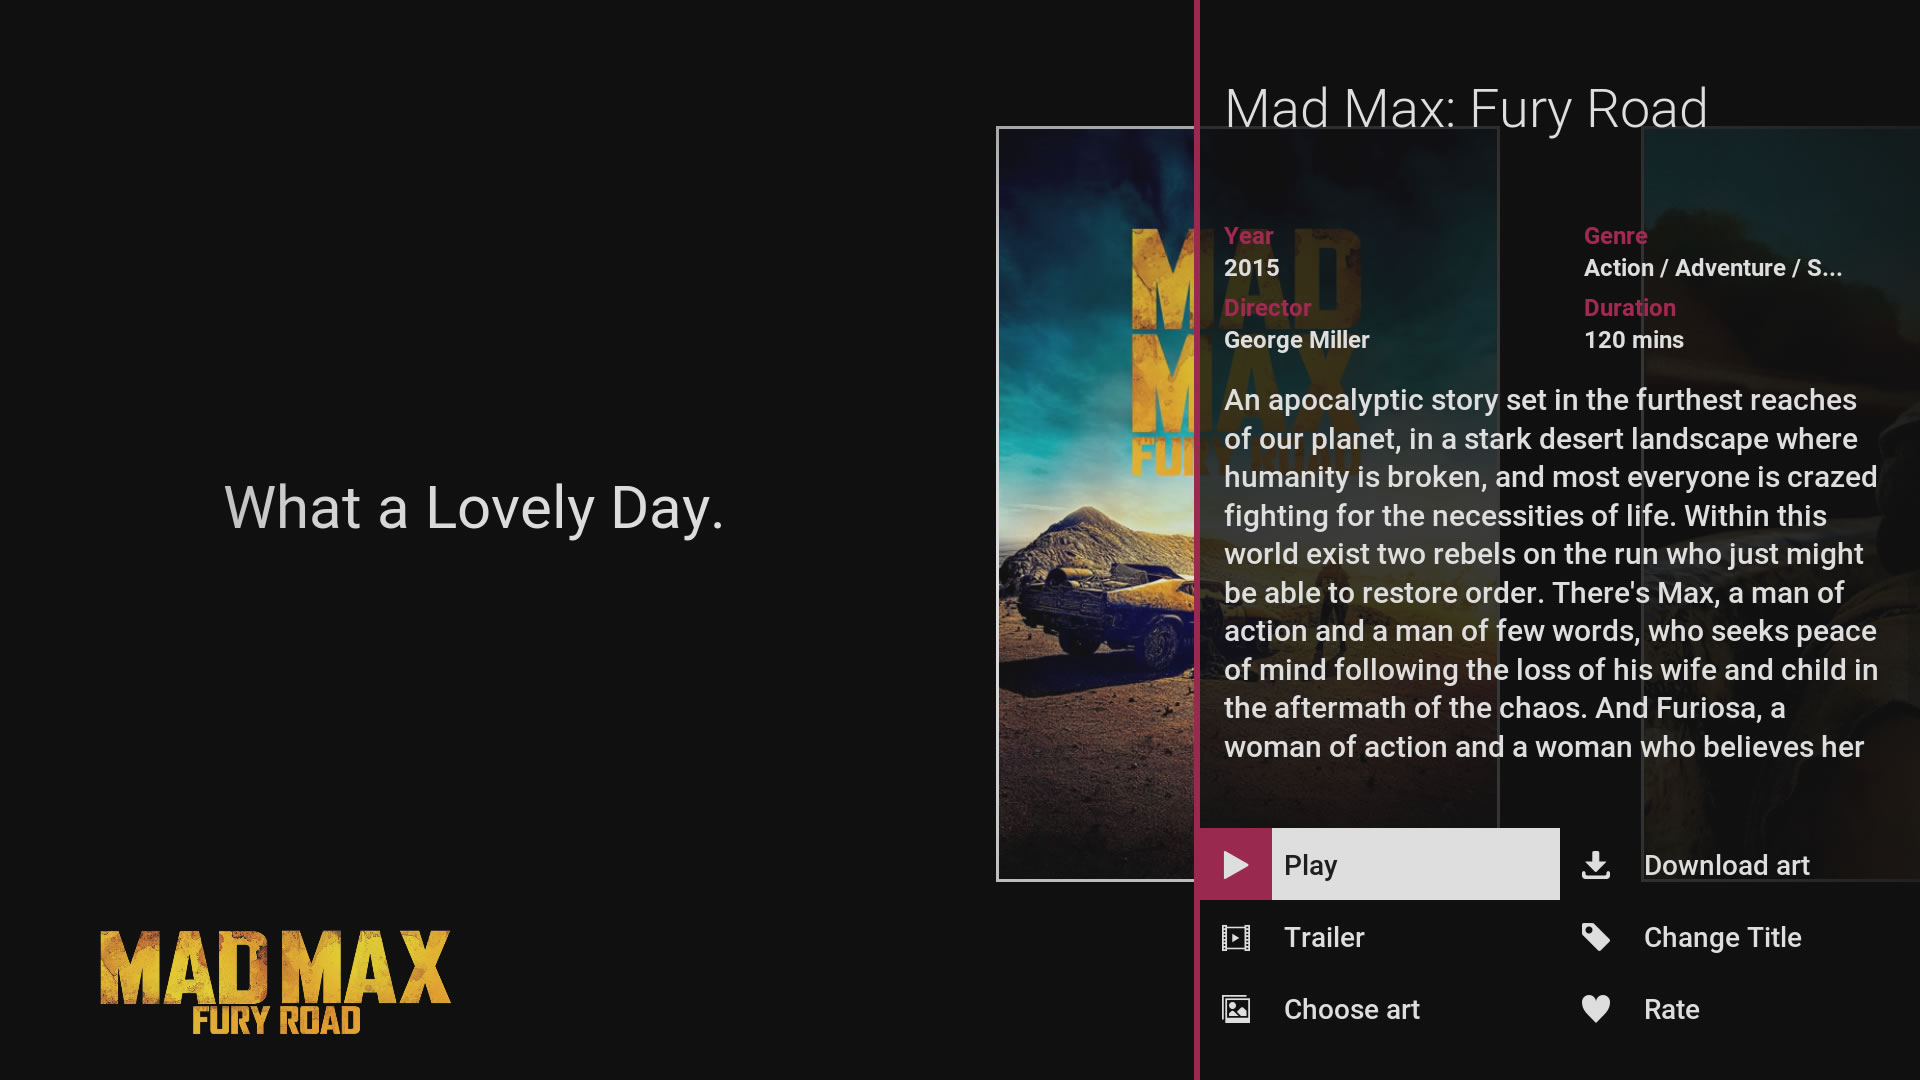 Mad Max: Fury Road
MAD
MAX
FURY ROAD
Year
2015
Genre
Action / Adventure / S...
Director
George Miller
Duration
120 mins
An apocalyptic story set in the furthest reaches
of our planet, in a stark desert landscape where
humanity is broken, and most everyone is crazed
fighting for the necessities of life. Within this
world exist two rebels on the run who just might
be able to restore order. There's Max, a man of
action and a man of few words, who seeks peace
of mind following the loss of his wife and child in
the aftermath of the chaos. And Furiosa, a
woman of action and a woman who believes her
What a Lovely Day.
Play
Download art
Trailer
Change Title
Choose art
Rate
MAD MAX
FURY ROAD